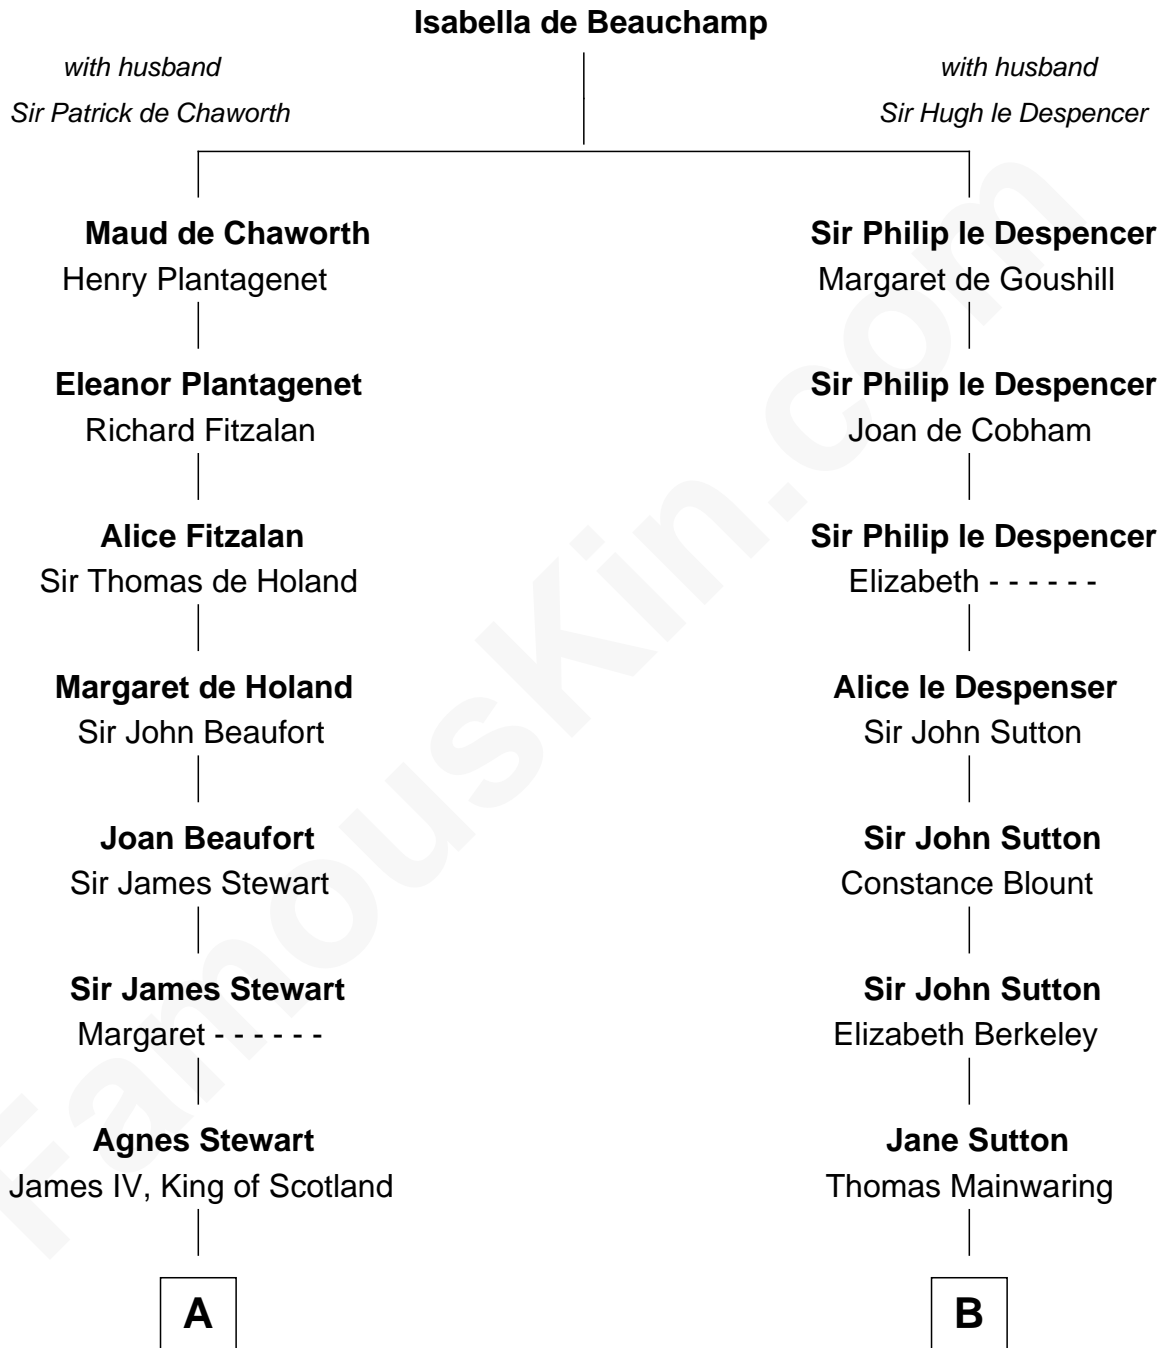 Isabella de Beauchamp
with husband
Sir Patrick de Chaworth
with husband
Sir Hugh le Despencer
Maud de Chaworth
Henry Plantagenet
Sir Philip le Despencer
Margaret de Goushill
Eleanor Plantagenet
Richard Fitzalan
Sir Philip le Despencer
Joan de Cobham
Alice Fitzalan
Sir Thomas de Holand
Sir Philip le Despencer
Elizabeth - - - - - -
Margaret de Holand
Sir John Beaufort
Alice le Despenser
Sir John Sutton
Joan Beaufort
Sir James Stewart
Sir John Sutton
Constance Blount
Sir James Stewart
Margaret - - - - - -
Sir John Sutton
Elizabeth Berkeley
Agnes Stewart
James IV, King of Scotland
Jane Sutton
Thomas Mainwaring
A
B
FamousKin.com